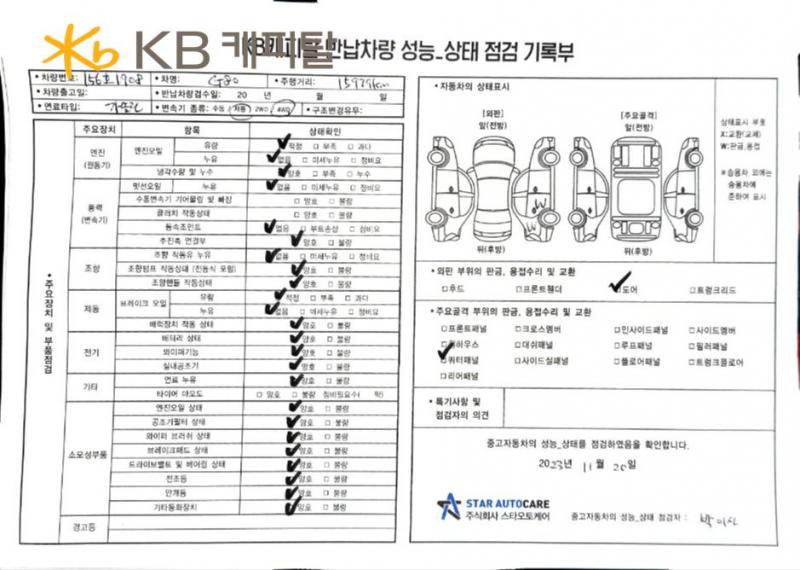 KB 캐피탈
KB캐피탈 반납차량 성능_상태 점검 기록부
차량번호: 156호1908 차명: G80 주행거리: 159291km
차량출고일: 반납차량검수일: 20 년 월 일
연료타입: 가솔린 변속기 종류: 수동 자동 2WD 4WD 구조변경유무:
주요장치 및 부품점검
주요장치 항목 상태확인
엔진(원동기) 엔진오일 유량 적정 □ 부족 □ 과다
누유 없음 □ 미세누유 □ 정비요
냉각수량 및 누수 양호 □ 부족 □ 누수
동력(변속기) 밋션오일 누유 없음 □ 미세누유 □ 정비요
수동변속기 기어물림 및 빠짐 □ 양호 □ 불량
클러치 작동상태 □ 양호 □ 불량
등속조인트 없음 □ 부트손상 □ 정비요
추진축 연결부 양호 □ 불량
조향 조향 작동유 누유 없음 □ 미세누유 □ 정비요
조향펌프 작동상태 (전동식 포함) 양호 □ 불량
조향핸들 작동상태 양호 □ 불량
제동 브레이크 오일 유량 적정 □ 부족 □ 과다
누유 없음 □ 미세누유 □ 정비요
배력장치 작동 상태 양호 □ 불량
전기 배터리 상태 양호 □ 불량
와이퍼기능 양호 □ 불량
실내공조기 양호 □ 불량
기타 연료 누유 양호 □ 불량
타이어 마모도 □ 양호 □ 불량 정비필요수( 짝)
소모성부품 엔진오일 상태 양호 □ 불량
공조기필터 상태 양호 □ 불량
와이퍼 브러쉬 상태 양호 □ 불량
브레이크패드 상태 양호 □ 불량
드라이브밸트 및 베어링 상태 양호 □ 불량
전조등 양호 □ 불량
안개등 양호 □ 불량
기타등화장치 양호 □ 불량
경고등
• 자동차의 상태표시
[외판] [주요골격]
앞(전방) 앞(전방)
뒤(후방) 뒤(후방)
상태표시 부호
X:교환(교체)
W:판금,용접
※승용차 외에는
승용차에
준하여 표시
• 외판 부위의 판금, 용접수리 및 교환
□후드 □프론트휀더 도어 □트렁크리드
• 주요골격 부위의 판금, 용접수리 및 교환
□프론트패널 □크로스멤버 □인사이드패널 □사이드멤버
휠하우스 □대쉬패널 □루프패널 □필러패널
쿼터패널 □사이드실패널 □플로어패널 □트렁크플로어
□리어패널
• 특기사항 및
점검자의 의견
중고자동차의 성능_상태를 점검하였음을 확인합니다.
2023년 11월 20일
STAR AUTOCARE
주식회사 스타오토케어
중고자동차의 성능_상태 점검자 :